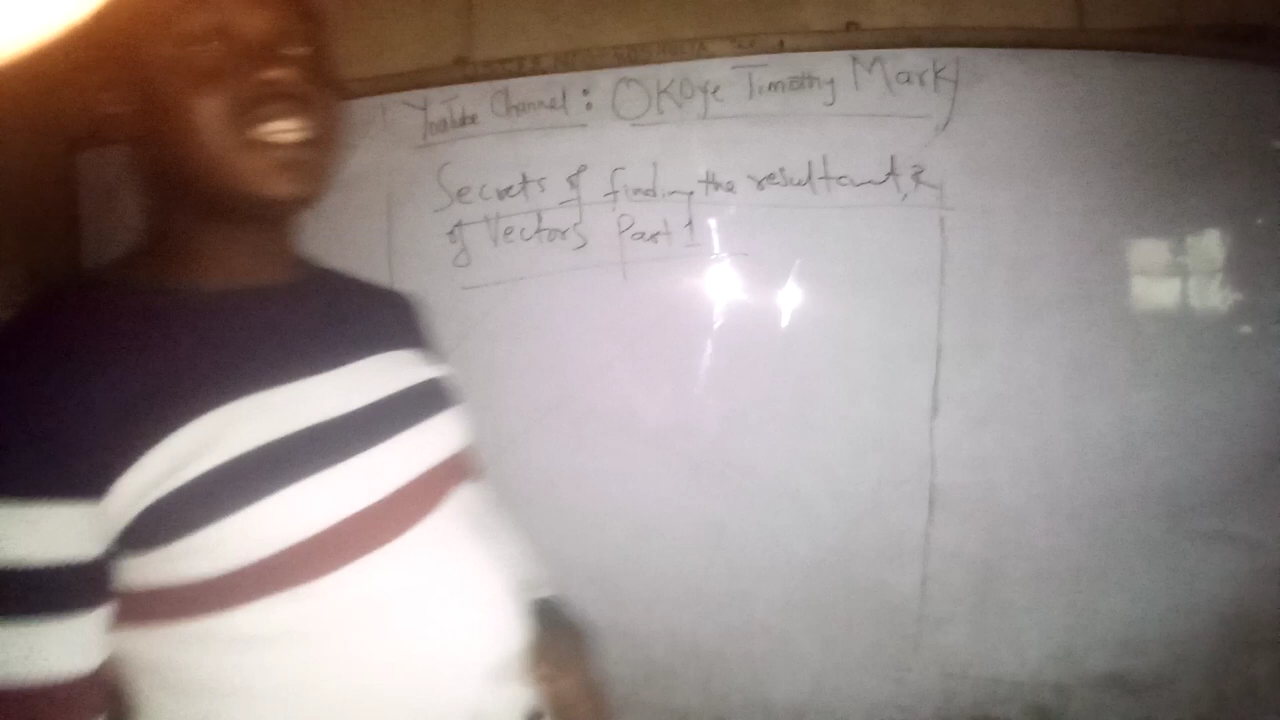 YouTube Channel: OKOye Timothy Mark
Secrets of finding the resultant, R
of Vectors Part 1